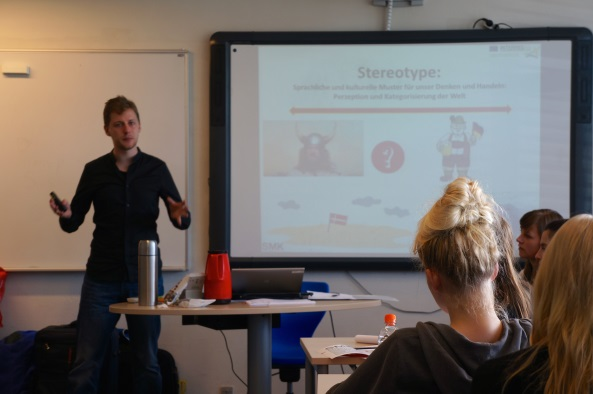 Stereotype:
Sprachliche und kulturelle Muster für unser Denken und Handeln:
Perzeption und Kategorisierung der Welt
?